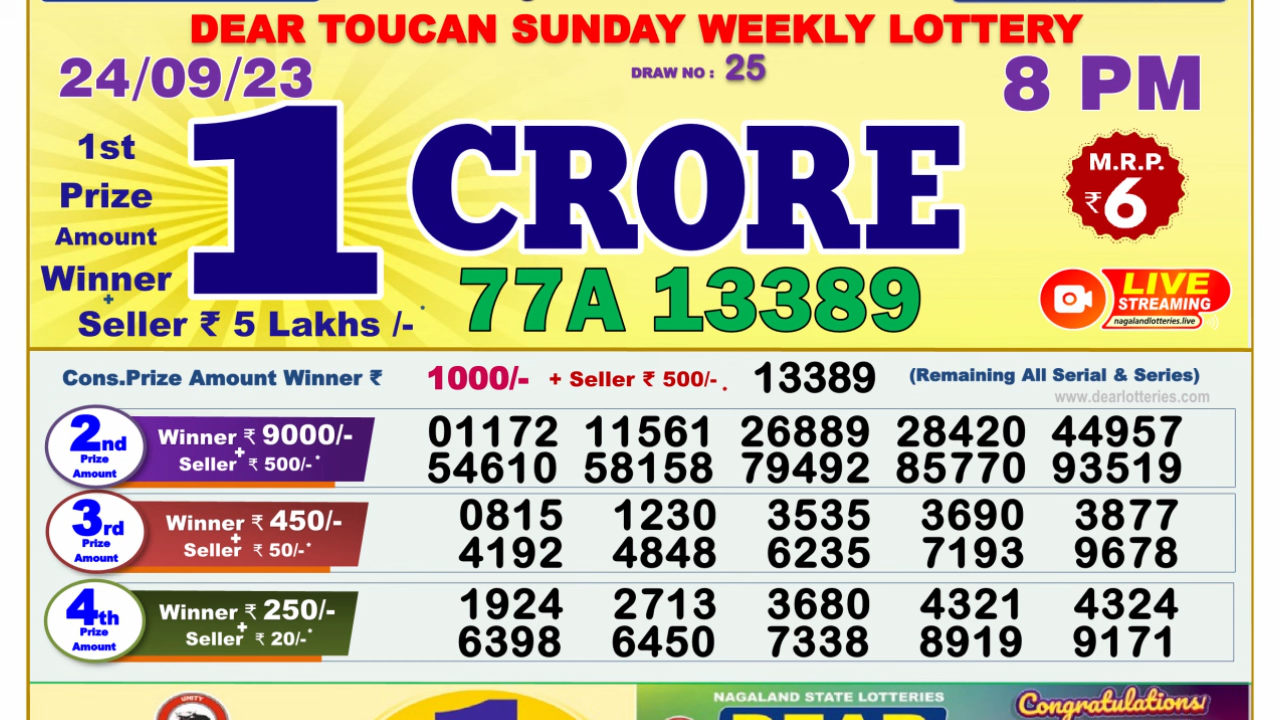 DEAR TOUCAN SUNDAY WEEKLY LOTTERY
24/09/23
DRAW NO : 25
8 PM
1st
Prize
Amount
Winner
+
Seller ₹ 5 Lakhs /-*
1 CRORE
77A 13389
M.R.P.
₹ 6
LIVE
STREAMING
nagalandlotteries.live
Cons.Prize Amount Winner ₹ 1000/- + Seller ₹ 500/- . 13389 (Remaining All Serial & Series)
www.dearlotteries.com
2nd
Prize
Amount
Winner ₹ 9000/-
+
Seller ₹ 500/-*
01172 11561 26889 28420 44957
54610 58158 79492 85770 93519
3rd
Prize
Amount
Winner ₹ 450/-
+
Seller ₹ 50/-*
0815 1230 3535 3690 3877
4192 4848 6235 7193 9678
4th
Prize
Amount
Winner ₹ 250/-
+
Seller ₹ 20/-*
1924 2713 3680 4321 4324
6398 6450 7338 8919 9171
UNITY
1
NAGALAND STATE LOTTERIES
DEAR
Congratulations!